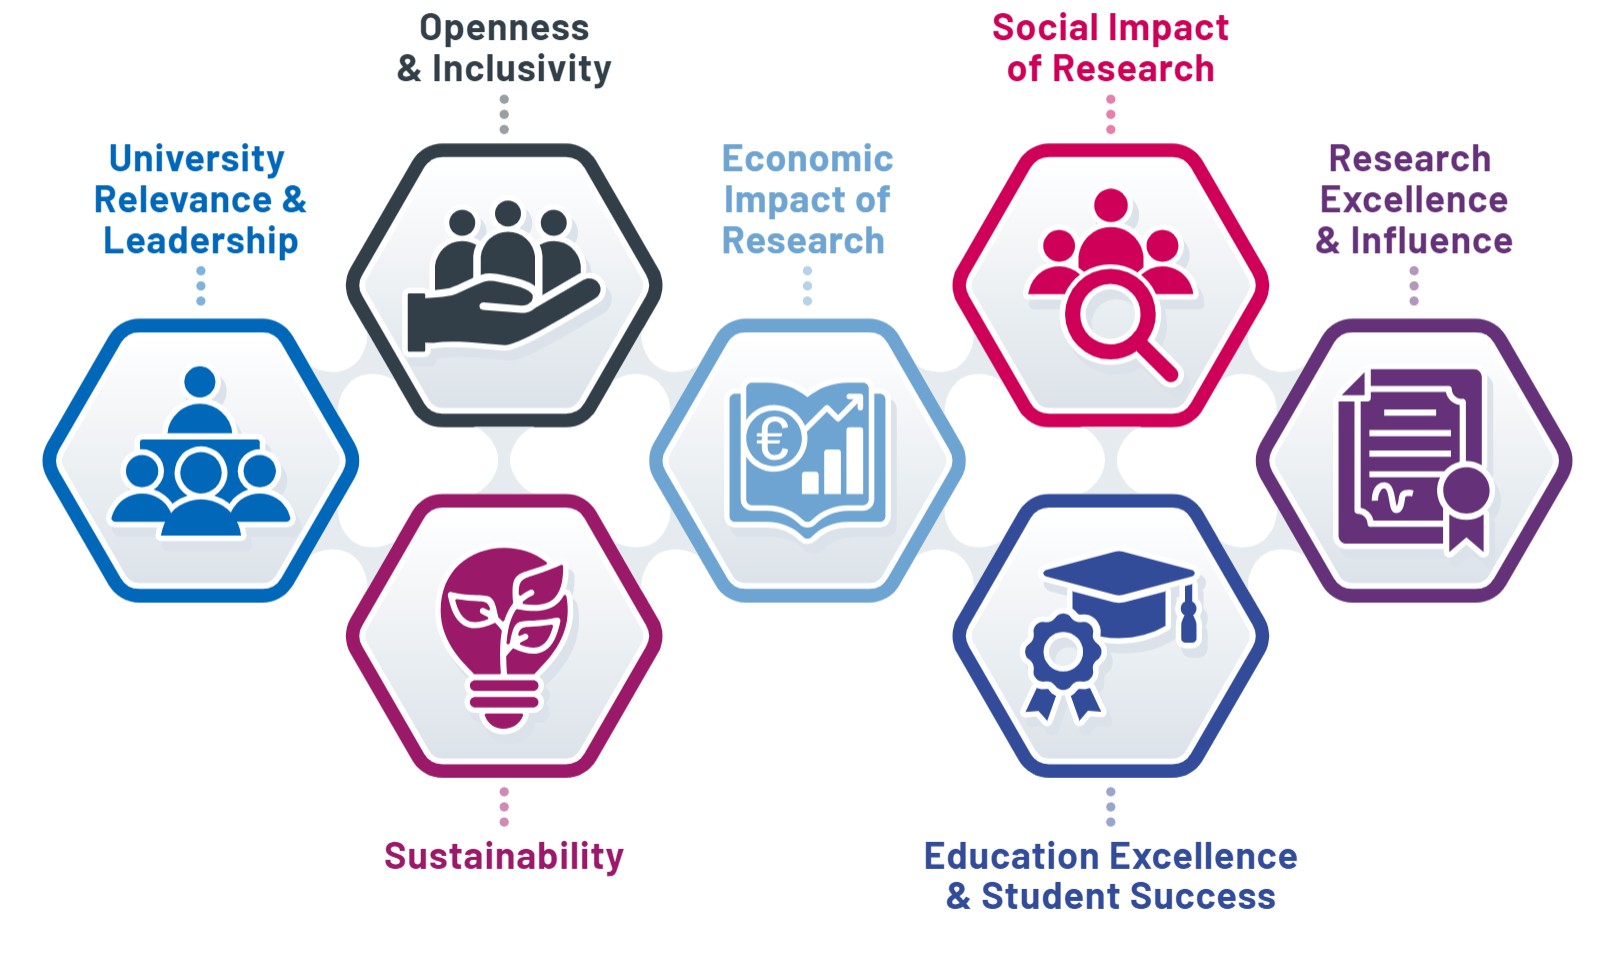 Openness
& Inclusivity
Social Impact
of Research
University
Relevance &
Leadership
Economic
Impact of
Research
Research
Excellence
& Influence
€
Sustainability
Education Excellence
& Student Success